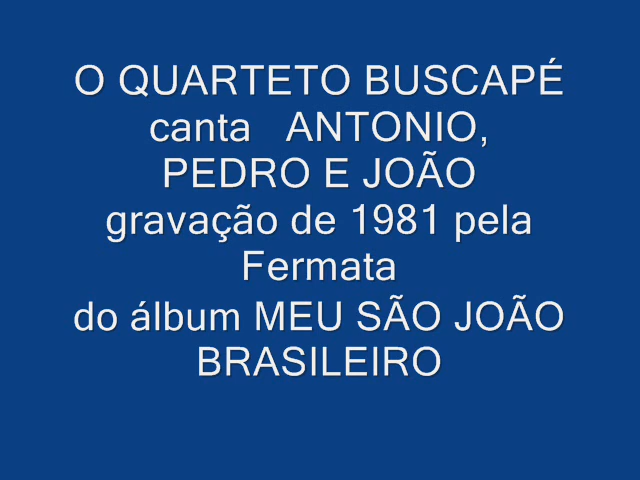 O QUARTETO BUSCAPÉ
canta   ANTONIO,
PEDRO E JOÃO
gravação de 1981 pela
Fermata
do álbum MEU SÃO JOÃO
BRASILEIRO